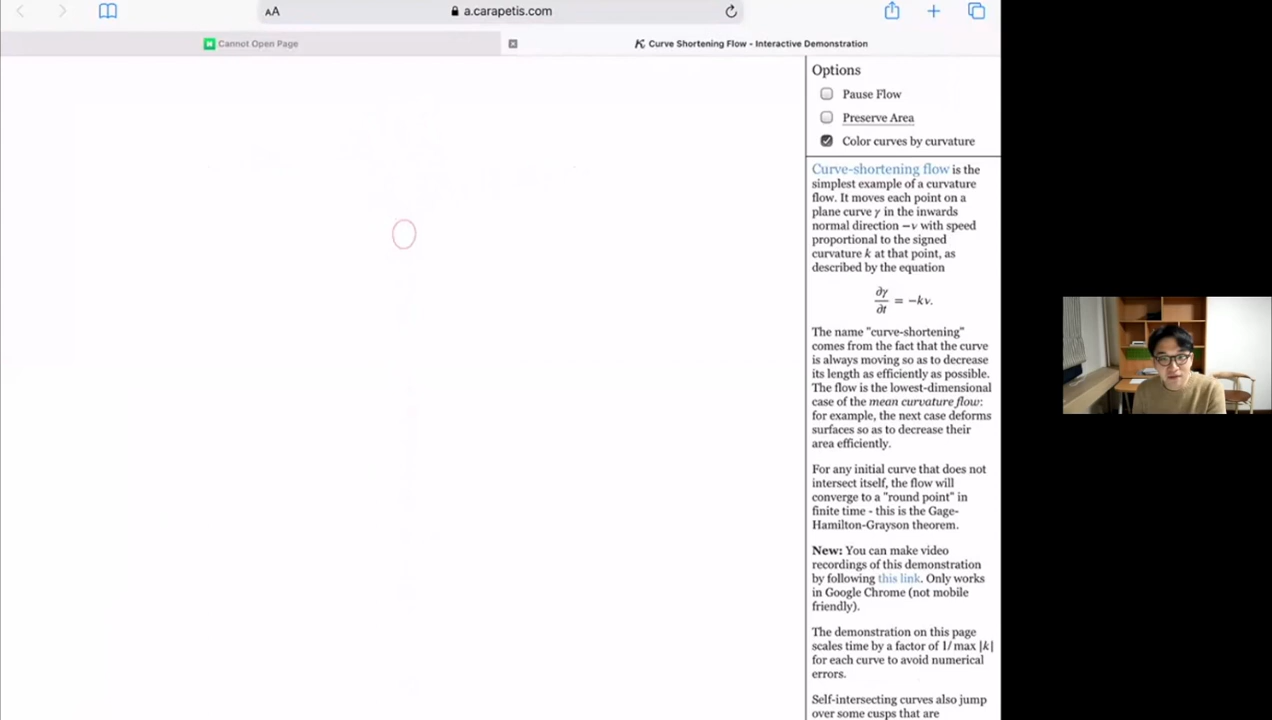 AA
a.carapetis.com
Cannot Open Page
Curve Shortening Flow - Interactive Demonstration
Options
Pause Flow
Preserve Area
Color curves by curvature
Curve-shortening flow is the
simplest example of a curvature
flow. It moves each point on a
plane curve γ in the inwards
normal direction −ν with speed
proportional to the signed
curvature k at that point, as
described by the equation
∂γ/∂t = −kν.
The name "curve-shortening"
comes from the fact that the curve
is always moving so as to decrease
its length as efficiently as possible.
The flow is the lowest-dimensional
case of the mean curvature flow:
for example, the next case deforms
surfaces so as to decrease their
area efficiently.
For any initial curve that does not
intersect itself, the flow will
converge to a "round point" in
finite time - this is the Gage-
Hamilton-Grayson theorem.
New: You can make video
recordings of this demonstration
by following this link. Only works
in Google Chrome (not mobile
friendly).
The demonstration on this page
scales time by a factor of 1/max |k|
for each curve to avoid numerical
errors.
Self-intersecting curves also jump
over some cusps that are